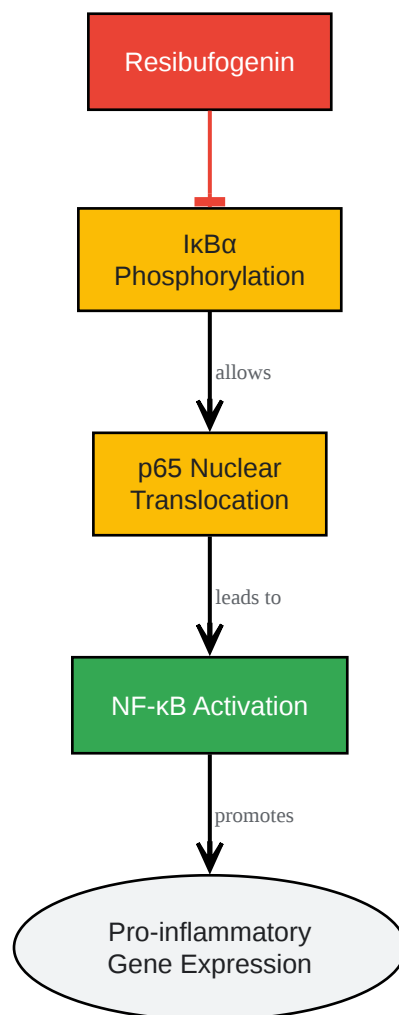 Resibufogenin
IκBα
Phosphorylation
allows
p65 Nuclear
Translocation
leads to
NF-κB Activation
promotes
Pro-inflammatory
Gene Expression